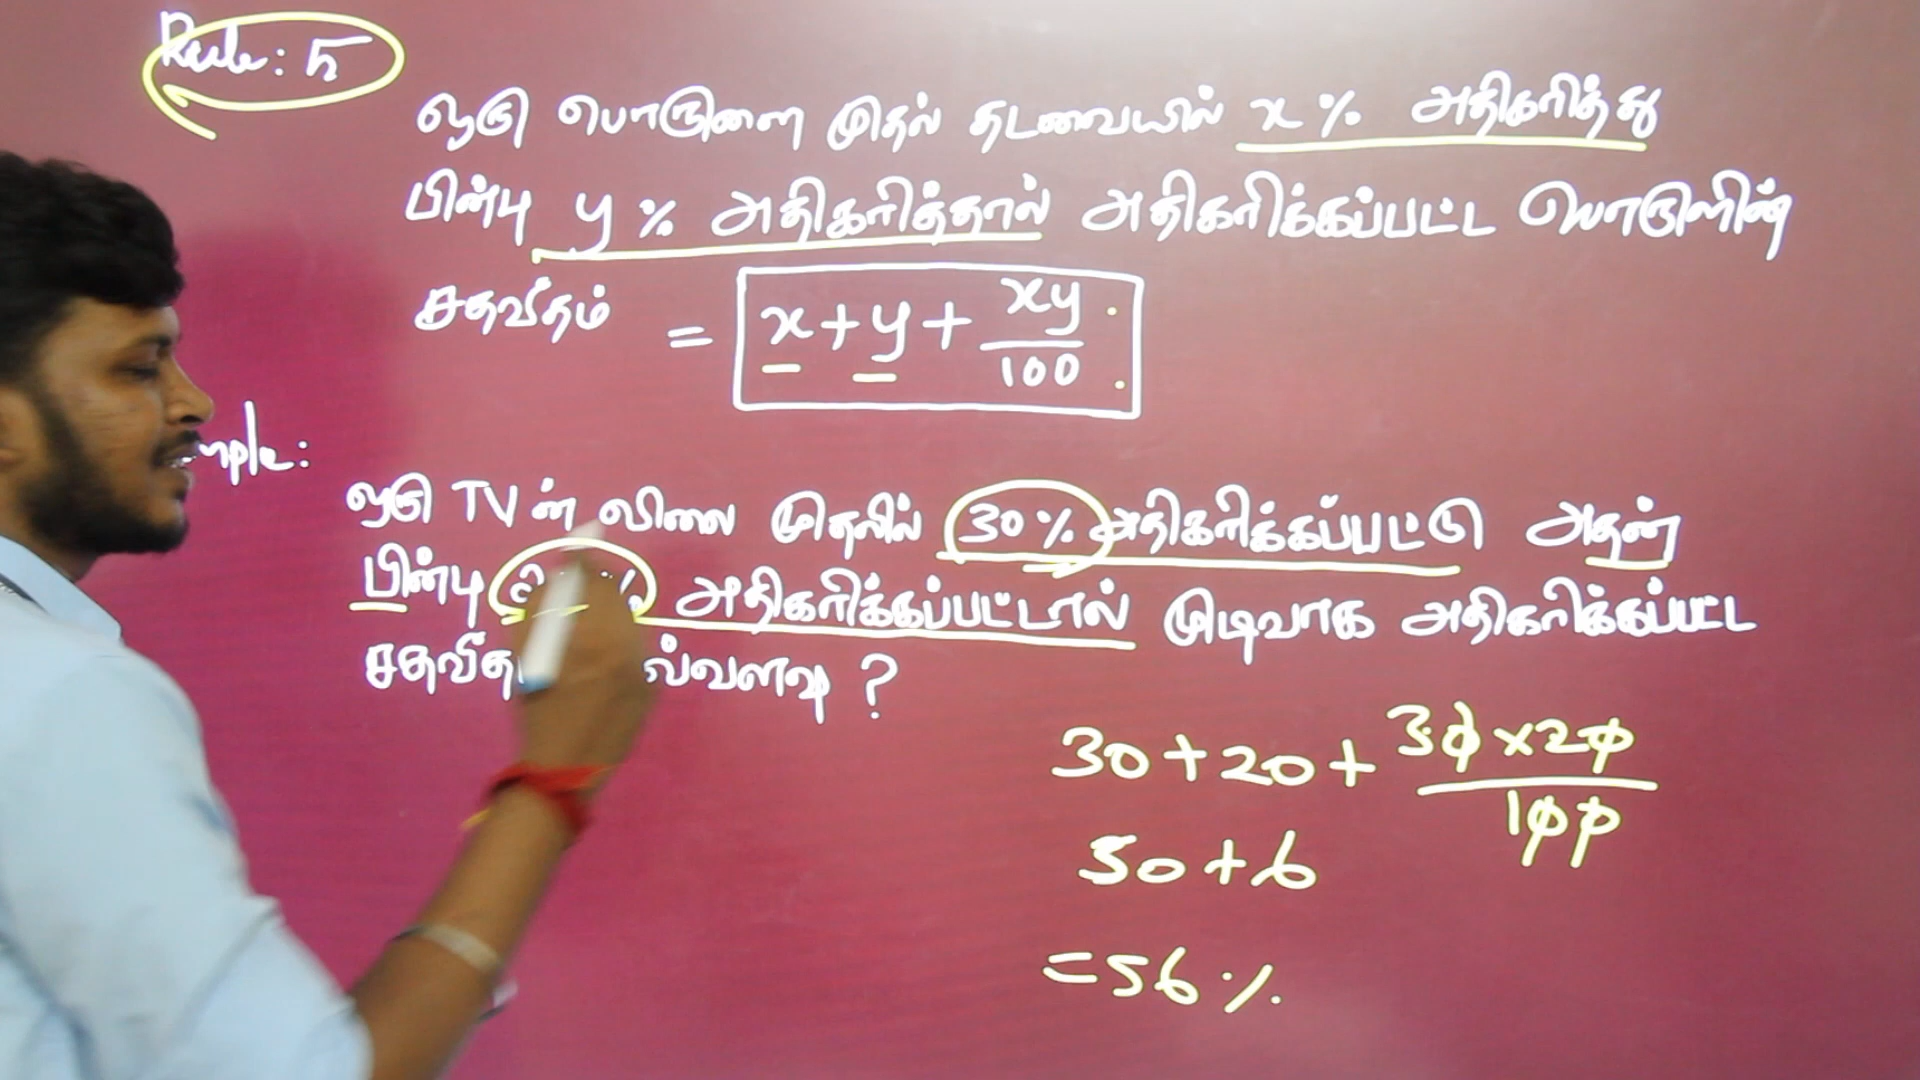 Rule: 5
ஒரு பொருளை முதல் தடவையில் x% அதிகரித்து
பின்பு y% அதிகரித்தால் அதிகரிக்கப்பட்ட பொருளின்
சதவீதம் = x+y+xy/100
ஒரு TVன் விலை முதலில் 30% அதிகரிக்கப்பட்டு அதன்
பின்பு அதிகரிக்கப்பட்டால் முடிவாக அதிகரிக்கப்பட்ட
?
30+20+30×20/100
50+6
=56%